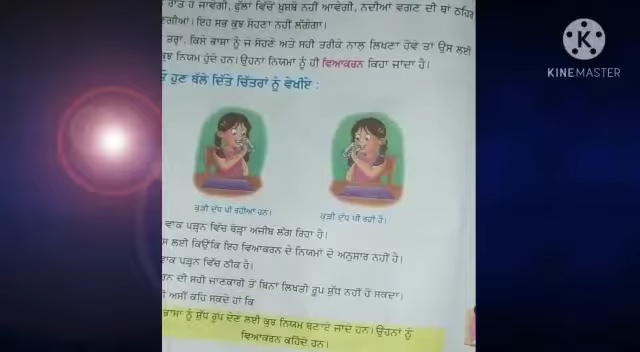 ਰਾਤ ਹੋ ਜਾਵੇਗੀ, ਫੁੱਲਾਂ ਵਿੱਚੋਂ ਖੁਸ਼ਬੋ ਨਹੀਂ ਆਵੇਗੀ, ਨਦੀਆਂ ਵਗਣ ਦੀ ਥਾਂ ਠਹਿਰ
ਇਹ ਸਭ ਕੁਝ ਸੋਹਣਾ ਨਹੀਂ ਲੱਗੇਗਾ।
ਤਰ੍ਹਾਂ, ਕਿਸੇ ਭਾਸ਼ਾ ਨੂੰ ਜੇ ਸੋਹਣੇ ਅਤੇ ਸਹੀ ਤਰੀਕੇ ਨਾਲ਼ ਲਿਖਣਾ ਹੋਵੇ ਤਾਂ ਉਸ ਲਈ
ਕੁਝ ਨਿਯਮ ਹੁੰਦੇ ਹਨ। ਉਹਨਾਂ ਨਿਯਮਾਂ ਨੂੰ ਹੀ ਵਿਆਕਰਨ ਕਿਹਾ ਜਾਂਦਾ ਹੈ।
ਹੁਣ ਥੱਲੇ ਦਿੱਤੇ ਚਿੱਤਰਾਂ ਨੂੰ ਵੇਖੀਏ :
ਕੁੜੀ ਦੁੱਧ ਪੀ ਰਹੀਆਂ ਹਨ।
ਕੁੜੀ ਦੁੱਧ ਪੀ ਰਹੀ ਹੈ।
ਵਾਕ ਪੜ੍ਹਨ ਵਿੱਚ ਥੋੜ੍ਹਾ ਅਜੀਬ ਲੱਗ ਰਿਹਾ ਹੈ।
ਲਈ ਕਿਉਂਕਿ ਇਹ ਵਿਆਕਰਨ ਦੇ ਨਿਯਮਾਂ ਦੇ ਅਨੁਸਾਰ ਨਹੀਂ ਹੈ।
ਵਾਕ ਪੜ੍ਹਨ ਵਿੱਚ ਠੀਕ ਹੈ।
ਦੀ ਸਹੀ ਜਾਣਕਾਰੀ ਤੋਂ ਬਿਨਾਂ ਲਿਖਤੀ ਰੂਪ ਸ਼ੁੱਧ ਨਹੀਂ ਹੋ ਸਕਦਾ।
ਅਸੀਂ ਕਹਿ ਸਕਦੇ ਹਾਂ ਕਿ
ਭਾਸ਼ਾ ਨੂੰ ਸ਼ੁੱਧ ਰੂਪ ਦੇਣ ਲਈ ਕੁਝ ਨਿਯਮ ਬਣਾਏ ਜਾਂਦੇ ਹਨ। ਉਹਨਾਂ ਨੂੰ
ਵਿਆਕਰਨ ਕਹਿੰਦੇ ਹਨ।
KINEMASTER